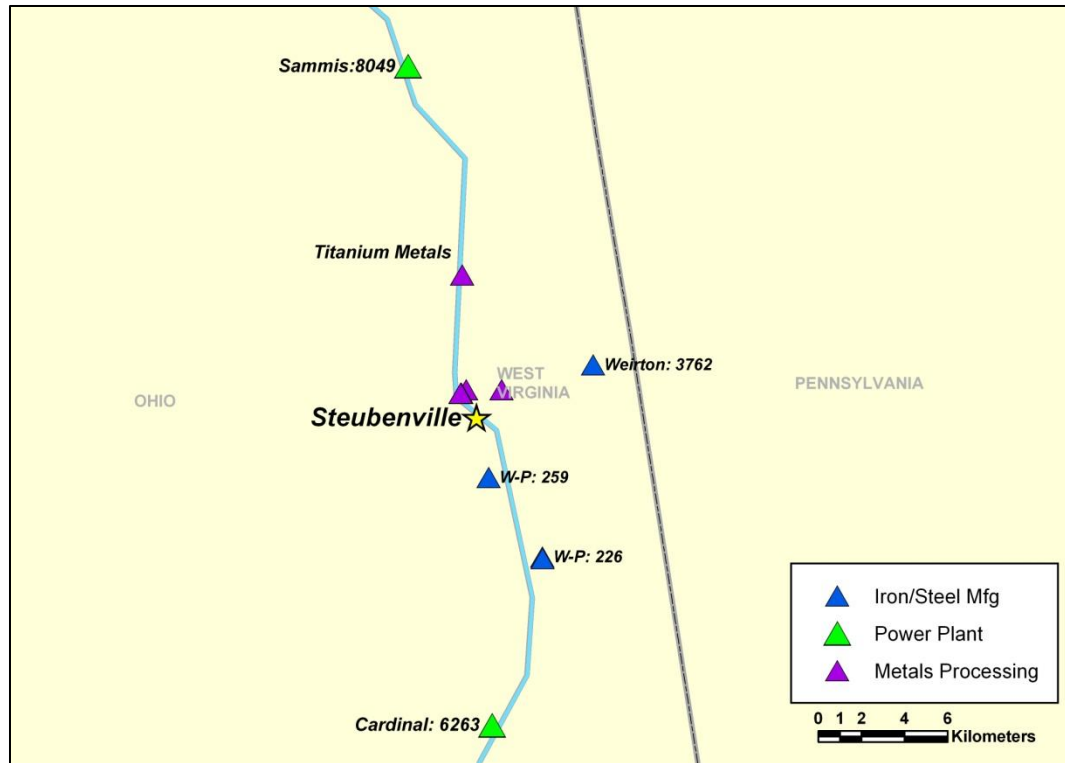 Sammis:8049
Titanium Metals
WEST
VIRGINIA
Weirton: 3762
PENNSYLVANIA
OHIO
Steubenville
W-P: 259
W-P: 226
Iron/Steel Mfg
Power Plant
Metals Processing
Cardinal: 6263
0 1 2 4 6
Kilometers